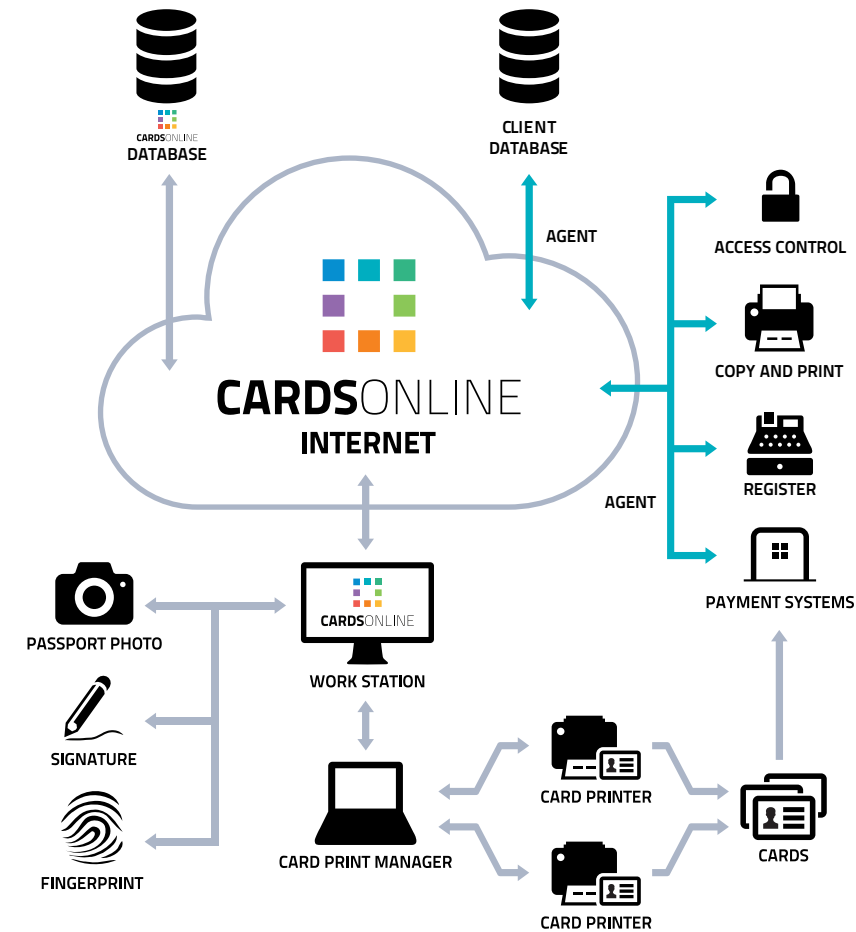 CARDSONLINE
DATABASE
CLIENT
DATABASE
AGENT
ACCESS CONTROL
COPY AND PRINT
CARDSONLINE
INTERNET
REGISTER
AGENT
PAYMENT SYSTEMS
CARDSONLINE
PASSPORT PHOTO
WORK STATION
SIGNATURE
CARD PRINTER
CARD PRINT MANAGER
CARDS
FINGERPRINT
CARD PRINTER